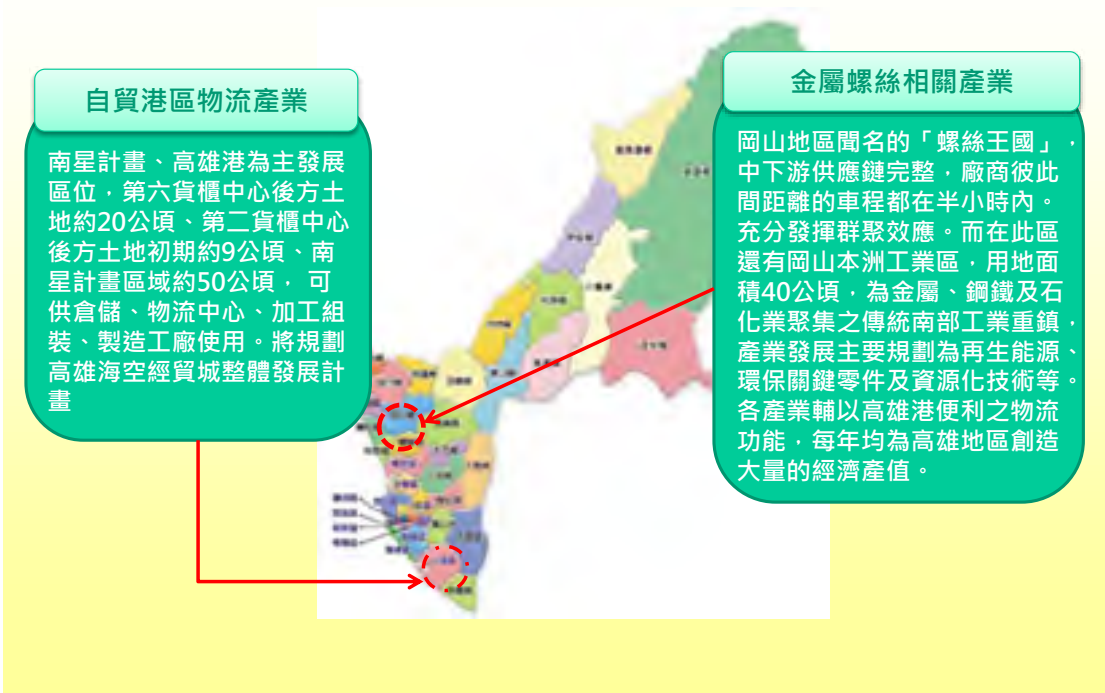 自貿港區物流產業
南星計畫、高雄港為主發展
區位，第六貨櫃中心後方土
地約20公頃、第二貨櫃中心
後方土地初期約9公頃、南
星計畫區域約50公頃， 可
供倉儲、物流中心、加工組
裝、製造工廠使用。將規劃
高雄海空經貿城整體發展計
畫
金屬螺絲相關產業
岡山地區聞名的「螺絲王國」，
中下游供應鏈完整，廠商彼此
間距離的車程都在半小時內。
充分發揮群聚效應。而在此區
還有岡山本洲工業區，用地面
積40公頃，為金屬、鋼鐵及石
化業聚集之傳統南部工業重鎮，
產業發展主要規劃為再生能源、
環保關鍵零件及資源化技術等。
各產業輔以高雄港便利之物流
功能，每年均為高雄地區創造
大量的經濟產值。